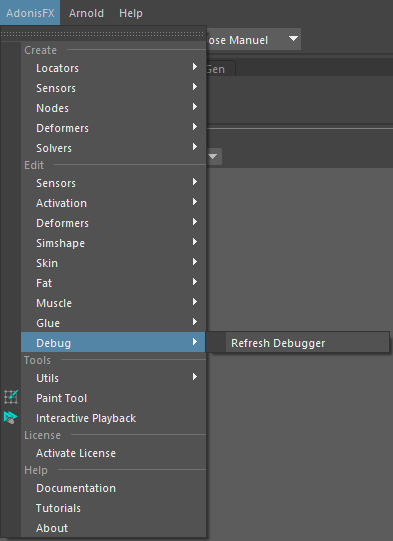 AdonisFX Arnold Help
ose Manuel
Gen
Create
Locators
Sensors
Nodes
Deformers
Solvers
Edit
Sensors
Activation
Deformers
Simshape
Skin
Fat
Muscle
Glue
Debug
Refresh Debugger
Tools
Utils
Paint Tool
Interactive Playback
License
Activate License
Help
Documentation
Tutorials
About